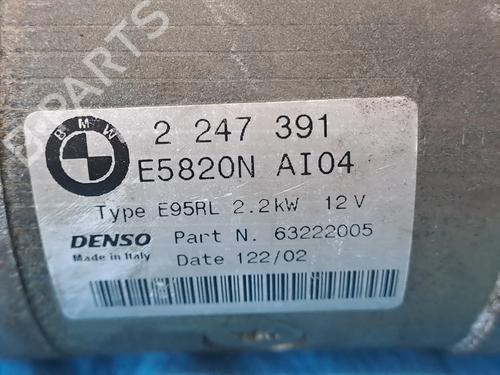 BMW
2 247 391
E5820N AI04
Type E95RL 2.2kW 12V
DENSO Part N. 63222005
Made in Italy Date 122/02